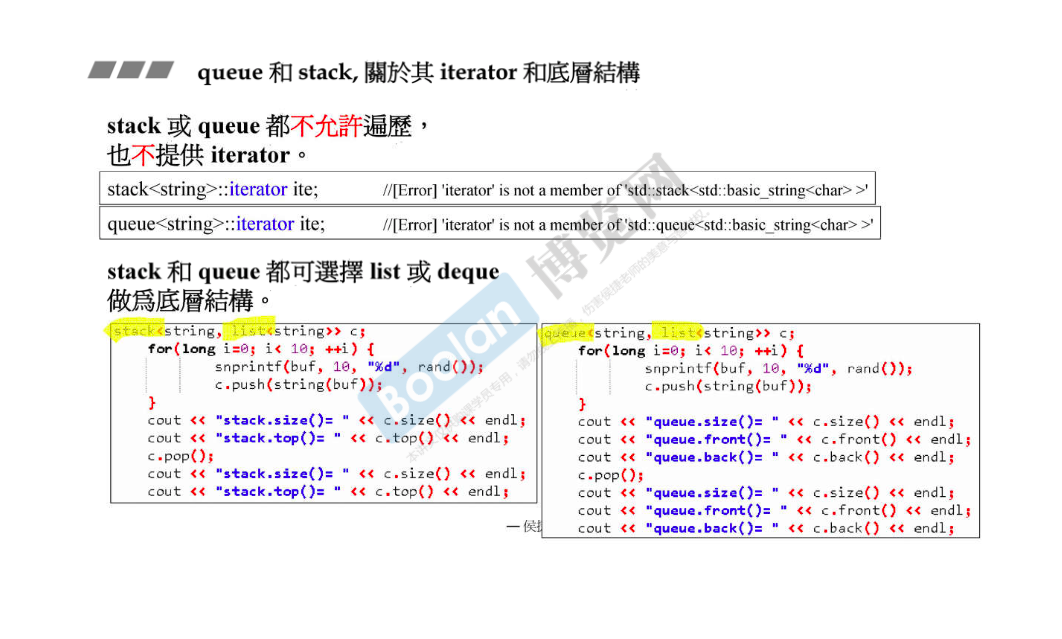 queue 和 stack, 關於其 iterator 和底層結構
stack 或 queue 都不允許遍歷，
也不提供 iterator。
stack<string>::iterator ite; //[Error] 'iterator' is not a member of 'std::stack<std::basic_string<char> >'
queue<string>::iterator ite; //[Error] 'iterator' is not a member of 'std::queue<std::basic_string<char> >'
stack 和 queue 都可選擇 list 或 deque
做為底層結構。
stack<string, list<string>> c;
for(long i=0; i< 10; ++i) {
snprintf(buf, 10, "%d", rand());
c.push(string(buf));
}
cout << "stack.size()= " << c.size() << endl;
cout << "stack.top()= " << c.top() << endl;
c.pop();
cout << "stack.size()= " << c.size() << endl;
cout << "stack.top()= " << c.top() << endl;
queue<string, list<string>> c;
for(long i=0; i< 10; ++i) {
snprintf(buf, 10, "%d", rand());
c.push(string(buf));
}
cout << "queue.size()= " << c.size() << endl;
cout << "queue.front()= " << c.front() << endl;
cout << "queue.back()= " << c.back() << endl;
c.pop();
cout << "queue.size()= " << c.size() << endl;
cout << "queue.front()= " << c.front() << endl;
cout << "queue.back()= " << c.back() << endl;
— 侯
Boolan 博览网